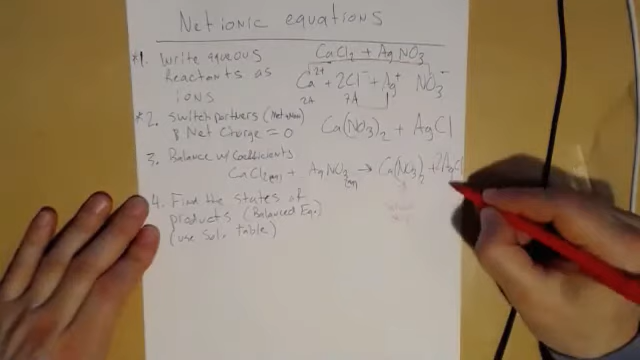 Net ionic equations
*1. Write aqueous
Reactants as
ions
CaCl2 + AgNO3
Ca2+ + 2Cl- + Ag+ NO3-
2A 7A
*2. Switch partners
& Net Charge = 0
Ca(NO3)2 + AgCl
3. Balance w/ Coefficients
CaCl2(aq) + AgNO3(aq) → Ca(NO3)2 + 2AgCl
4. Find the states of
products (Balanced Eq.)
(use Sol. table)